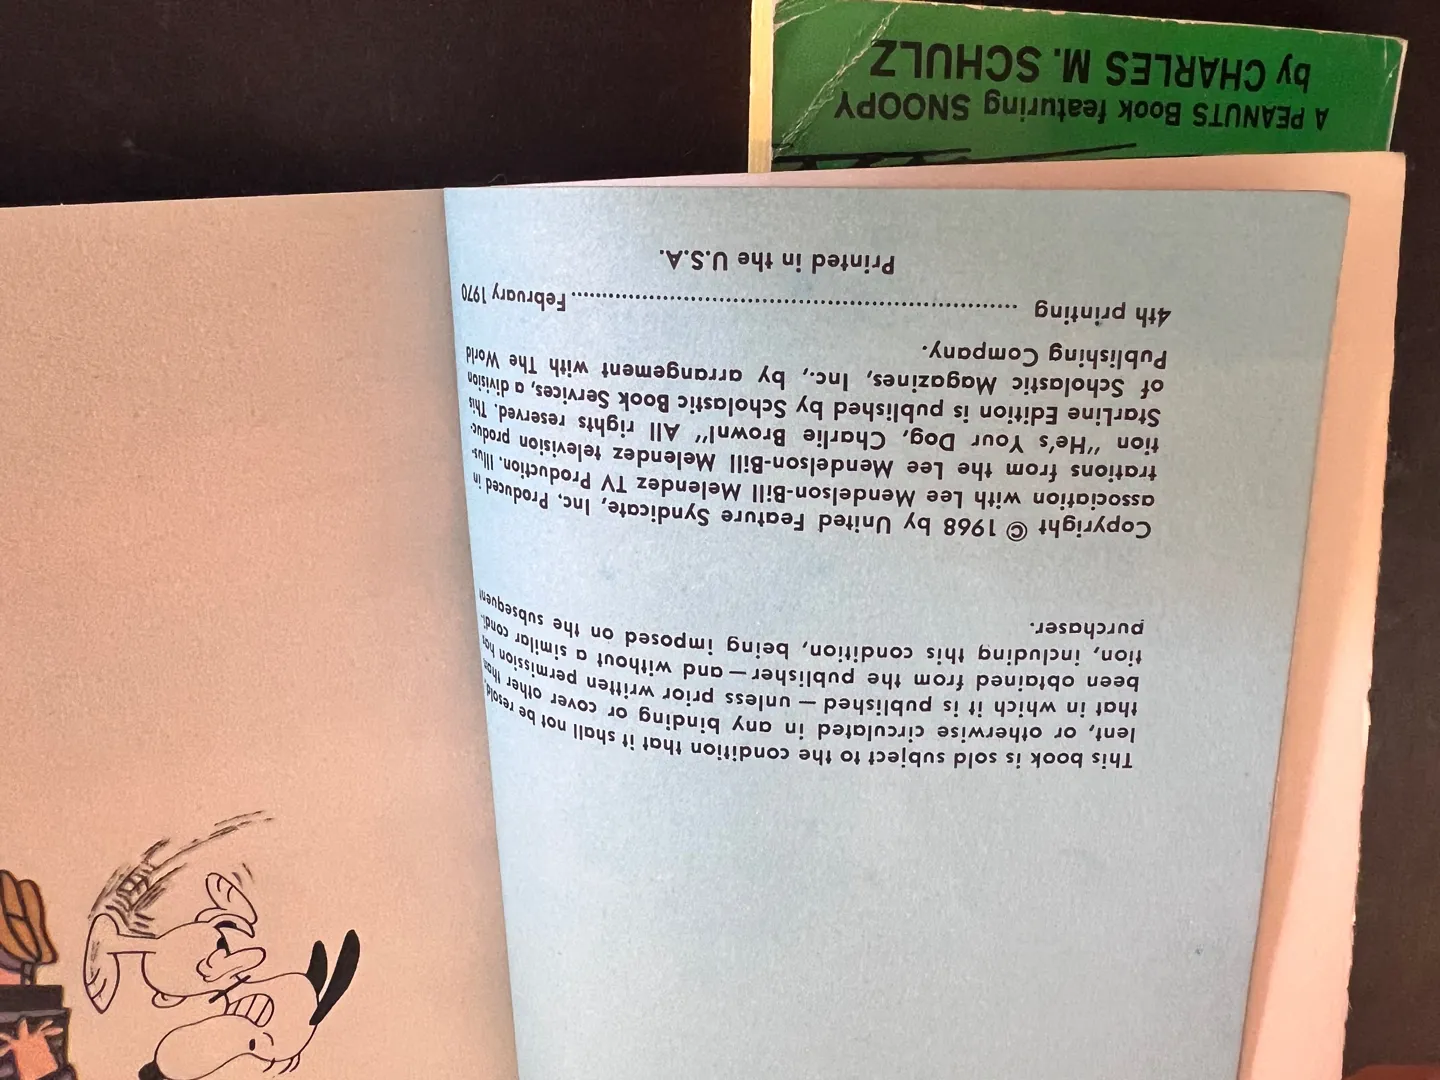 This book is sold subject to the condition that it shall not be resold,
lent, or otherwise circulated in any binding or cover other than
that in which it is published — unless prior written permission has
been obtained from the publisher — and without a similar condi-
tion, including this condition, being imposed on the subsequent
purchaser.
Copyright © 1968 by United Feature Syndicate, Inc. Produced in
association with Lee Mendelson-Bill Melendez TV Production. Illus-
trations from the Lee Mendelson-Bill Melendez television produc-
tion "He's Your Dog, Charlie Brown!" All rights reserved. This
StarLine Edition is published by Scholastic Book Services, a division
of Scholastic Magazines, Inc., by arrangement with The World
Publishing Company.
4th printing ................................................................ February 1970
Printed in the U.S.A.
A PEANUTS Book featuring SNOOPY
by CHARLES M. SCHULZ